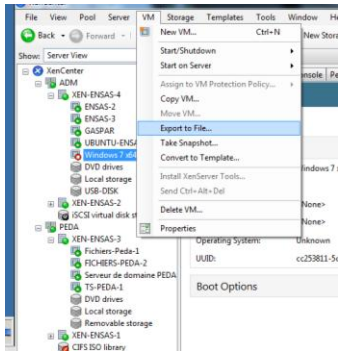 File View Pool Server VM Storage Templates Tools Window
Back Forward New Stora
Show: Server View
XenCenter
ADM
XEN-ENSAS-4
ENSAS-2
ENSAS-3
GASPAR
UBUNTU-ENSA
Windows 7 x64
DVD drives
Local storage
USB-DISK
XEN-ENSAS-2
iSCSI virtual disk st
PEDA
XEN-ENSAS-3
Fichiers-Peda-1
FICHIERS-PEDA-2
Serveur de domaine PEDA
TS-PEDA-1
DVD drives
Local storage
Removable storage
XEN-ENSAS-1
CIFS ISO library
New VM... Ctrl+N
Start/Shutdown
Start on Server
Assign to VM Protection Policy...
Copy VM...
Move VM...
Export to File...
Take Snapshot...
Convert to Template...
Install XenServer Tools...
Send Ctrl+Alt+Del
Delete VM...
Properties
nsole Pe
indows 7
None>
None>
Operating System: Unknown
UUID: cc253811-5
Boot Options